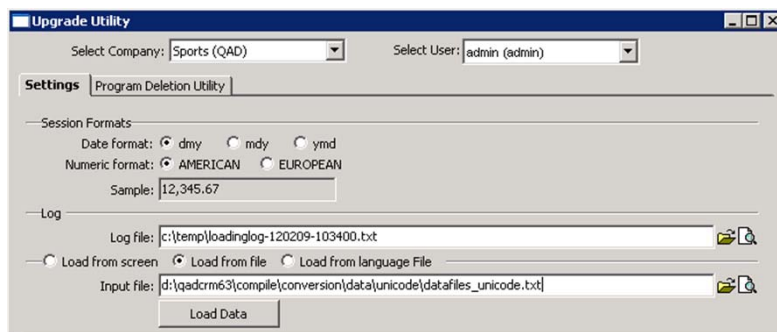 Upgrade Utility
Select Company: Sports (QAD) Select User: admin (admin)
Settings Program Deletion Utility
Session Formats
Date format: dmy mdy ymd
Numeric format: AMERICAN EUROPEAN
Sample: 12,345.67
Log
Log file: c:\temp\loadinglog-120209-103400.txt
Load from screen Load from file Load from language File
Input file: d:\qadcrm63\compile\conversion\data\unicode\datafiles_unicode.txt
Load Data